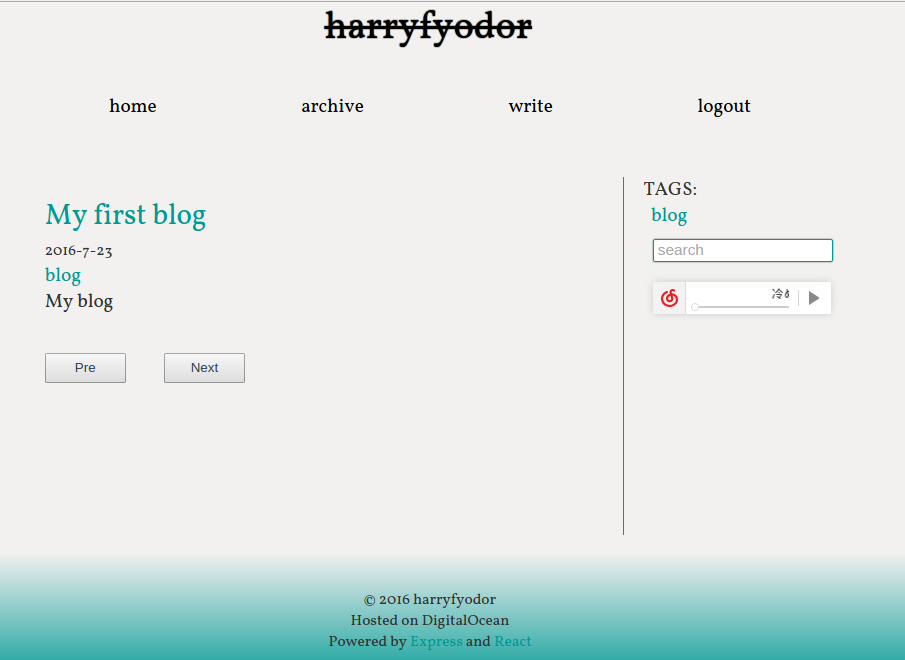 harryfyodor
home archive write logout
My first blog
2016-7-23
blog
My blog
Pre Next
TAGS:
blog
search
冷
© 2016 harryfyodor
Hosted on DigitalOcean
Powered by Express and React